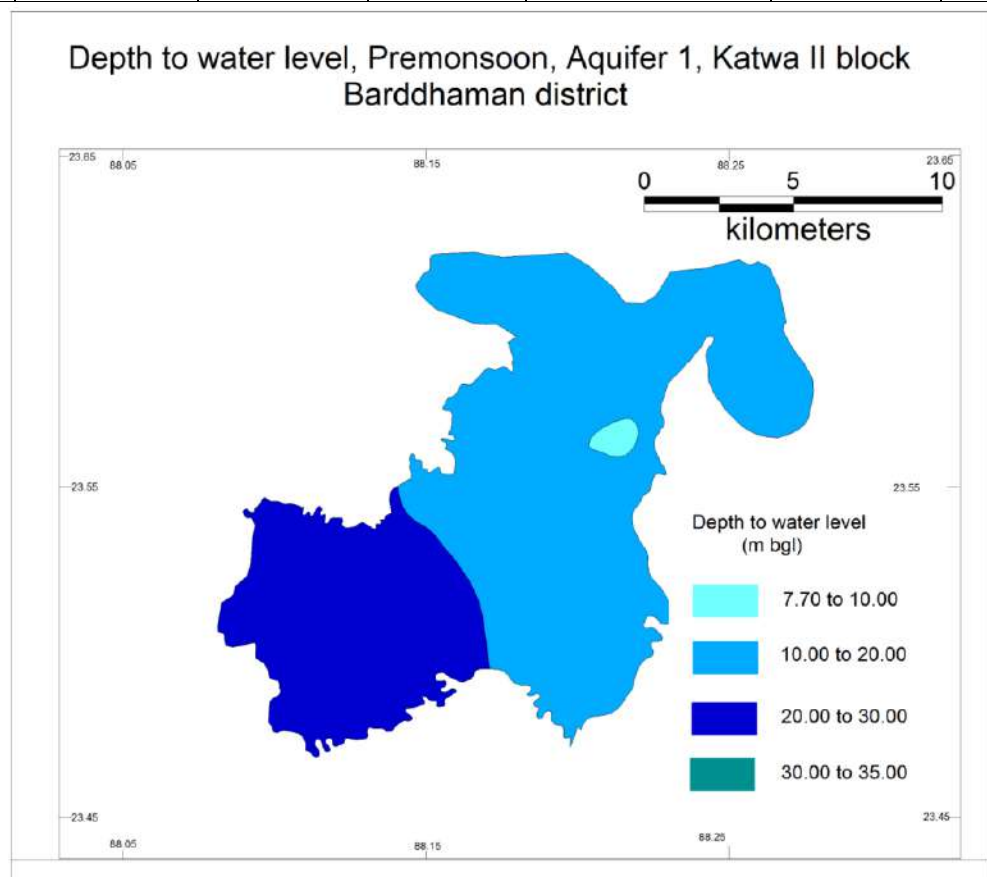 Depth to water level, Premonsoon, Aquifer 1, Katwa II block
Barddhaman district
23.65
88.05
88.15
88.25
23.65
0 5 10
kilometers
23.55
23.55
Depth to water level
(m bgl)
7.70 to 10.00
10.00 to 20.00
20.00 to 30.00
30.00 to 35.00
23.45
23.45
88.05
88.15
88.25